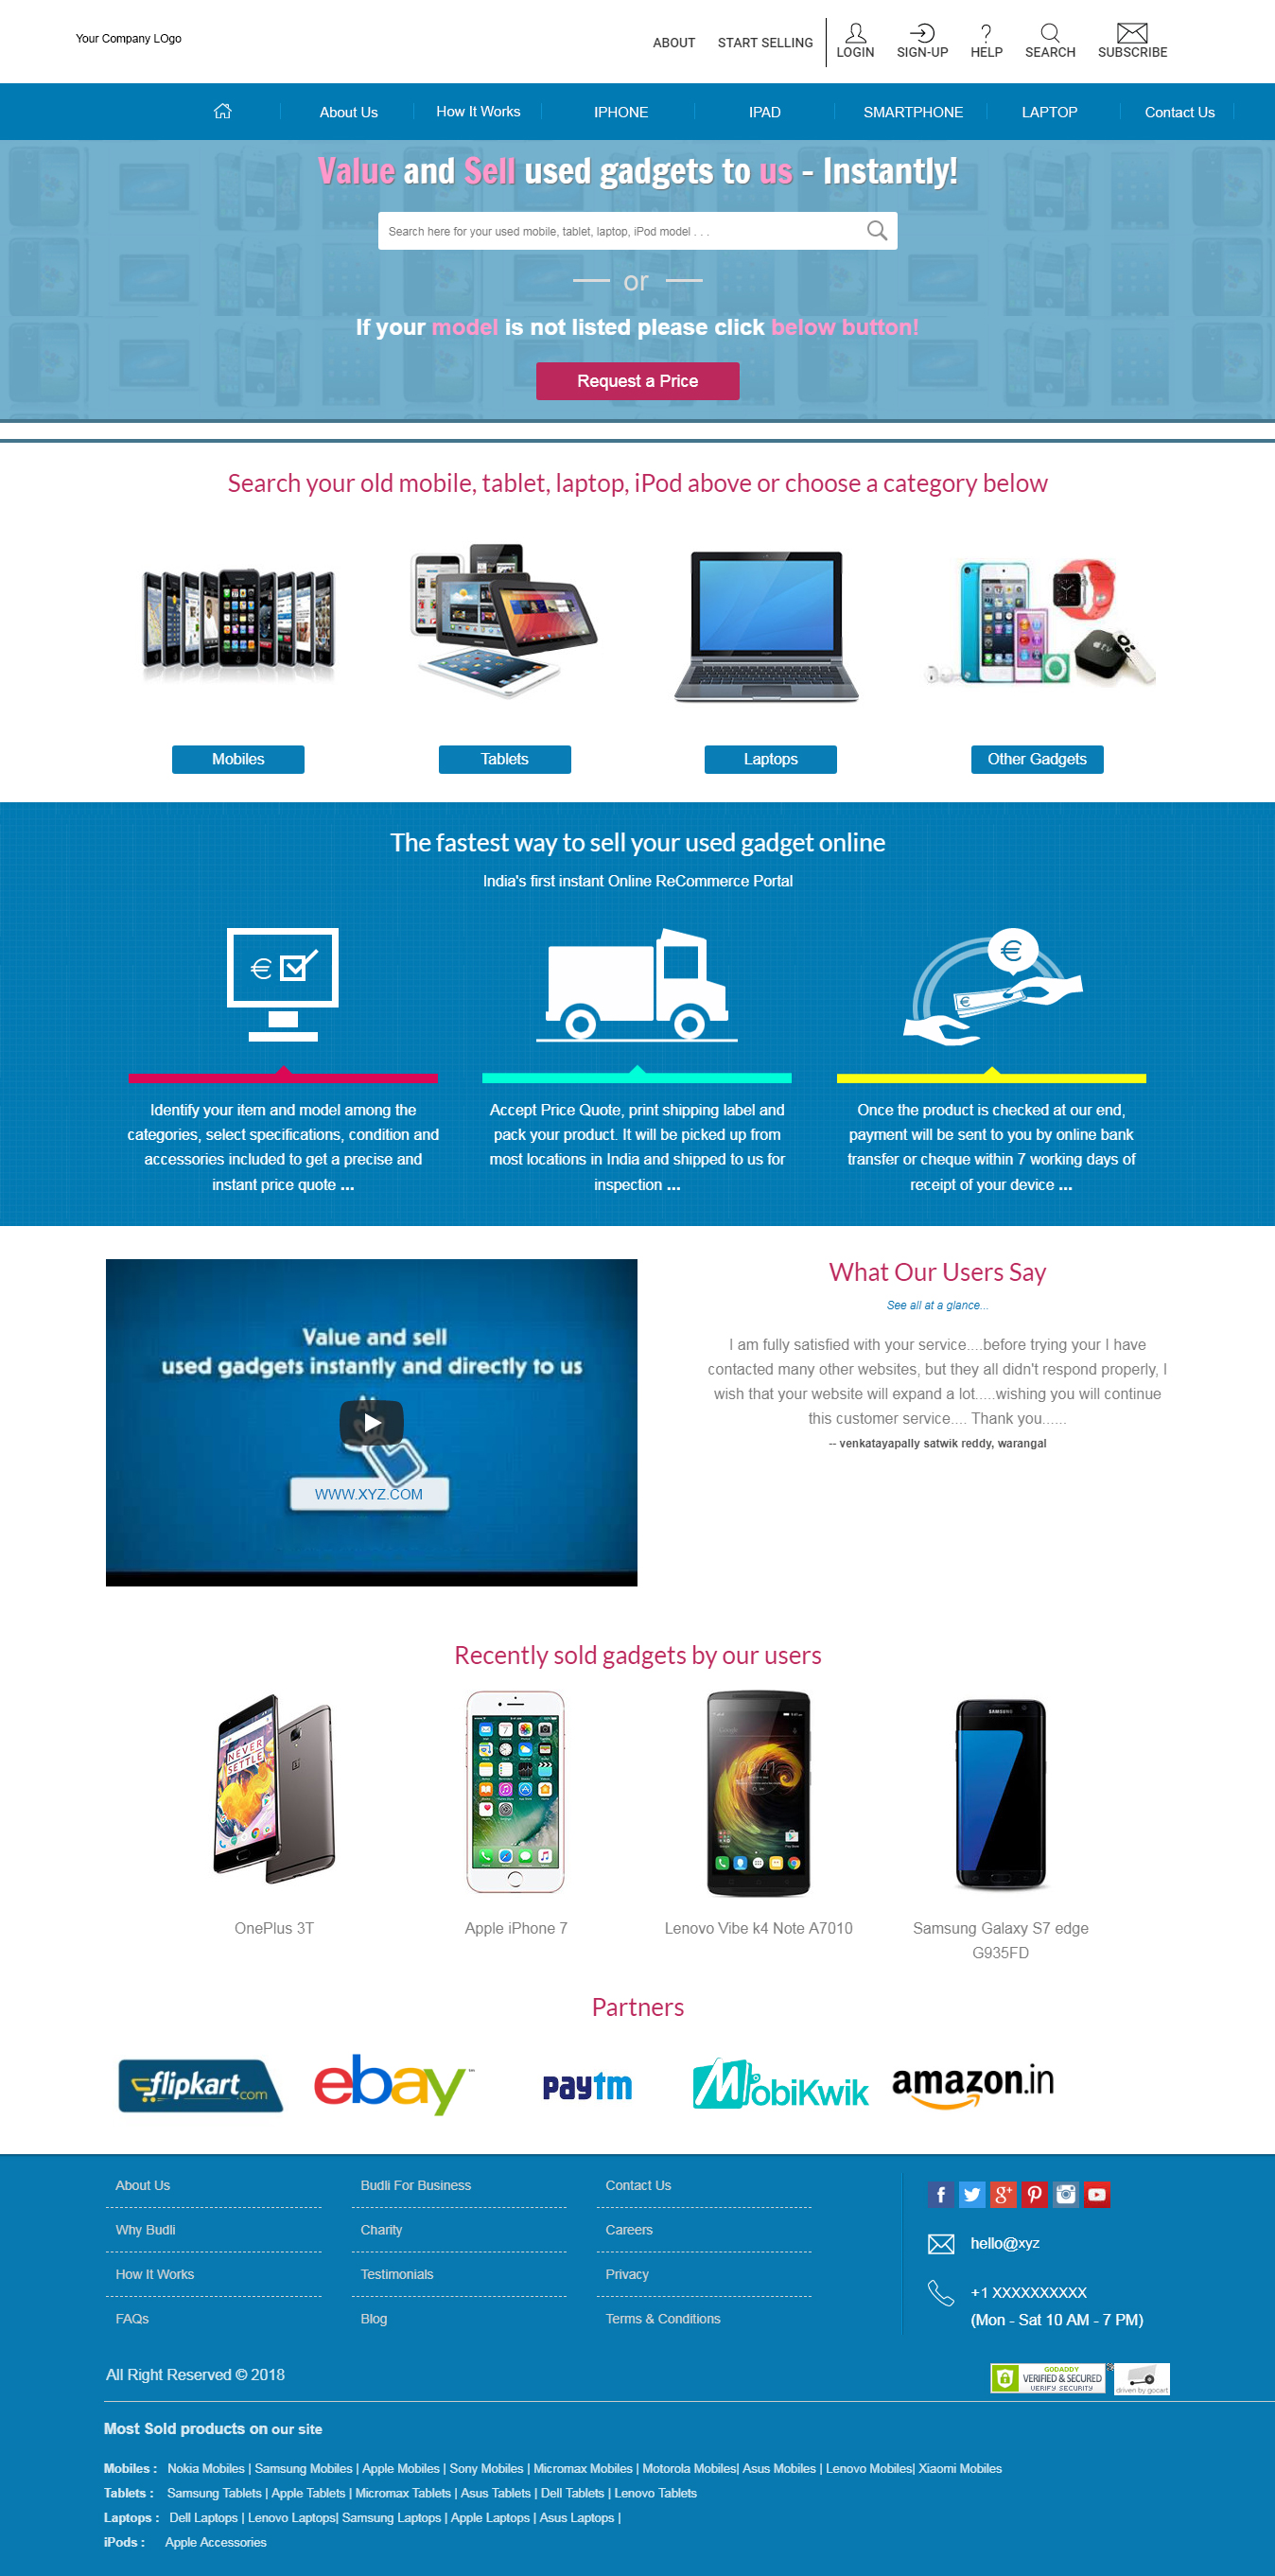 Your Company LOgo
ABOUT START SELLING LOGIN SIGN-UP HELP SEARCH SUBSCRIBE
About Us How It Works IPHONE IPAD SMARTPHONE LAPTOP Contact Us
Value and Sell used gadgets to us - Instantly!
Search here for your used mobile, tablet, laptop, iPod model . . .
or
If your model is not listed please click below button!
Request a Price
Search your old mobile, tablet, laptop, iPod above or choose a category below
Mobiles Tablets Laptops Other Gadgets
The fastest way to sell your used gadget online
India's first instant Online ReCommerce Portal
Identify your item and model among the
categories, select specifications, condition and
accessories included to get a precise and
instant price quote ...
Accept Price Quote, print shipping label and
pack your product. It will be picked up from
most locations in India and shipped to us for
inspection ...
Once the product is checked at our end,
payment will be sent to you by online bank
transfer or cheque within 7 working days of
receipt of your device ...
Value and sell
used gadgets instantly and directly to us
At
WWW.XYZ.COM
What Our Users Say
See all at a glance...
I am fully satisfied with your service....before trying your I have
contacted many other websites, but they all didn't respond properly, I
wish that your website will expand a lot.....wishing you will continue
this customer service.... Thank you......
-- venkatayapally satwik reddy, warangal
Recently sold gadgets by our users
NEVER
SETTLE
SAMSUNG
OnePlus 3T
Apple iPhone 7
Lenovo Vibe k4 Note A7010
Samsung Galaxy S7 edge
G935FD
Partners
flipkart.com
ebay™
paytm
MobiKwik
amazon.in
About Us
Why Budli
How It Works
FAQs
Budli For Business
Charity
Testimonials
Blog
Contact Us
Careers
Privacy
Terms & Conditions
hello@xyz
+1 XXXXXXXXXX
(Mon - Sat 10 AM - 7 PM)
All Right Reserved © 2018
GODADDY
VERIFIED & SECURED
VERIFY SECURITY
driven by gocart
Most Sold products on our site
Mobiles : Nokia Mobiles | Samsung Mobiles | Apple Mobiles | Sony Mobiles | Micromax Mobiles | Motorola Mobiles| Asus Mobiles | Lenovo Mobiles| Xiaomi Mobiles
Tablets : Samsung Tablets | Apple Tablets | Micromax Tablets | Asus Tablets | Dell Tablets | Lenovo Tablets
Laptops : Dell Laptops | Lenovo Laptops| Samsung Laptops | Apple Laptops | Asus Laptops |
iPods : Apple Accessories